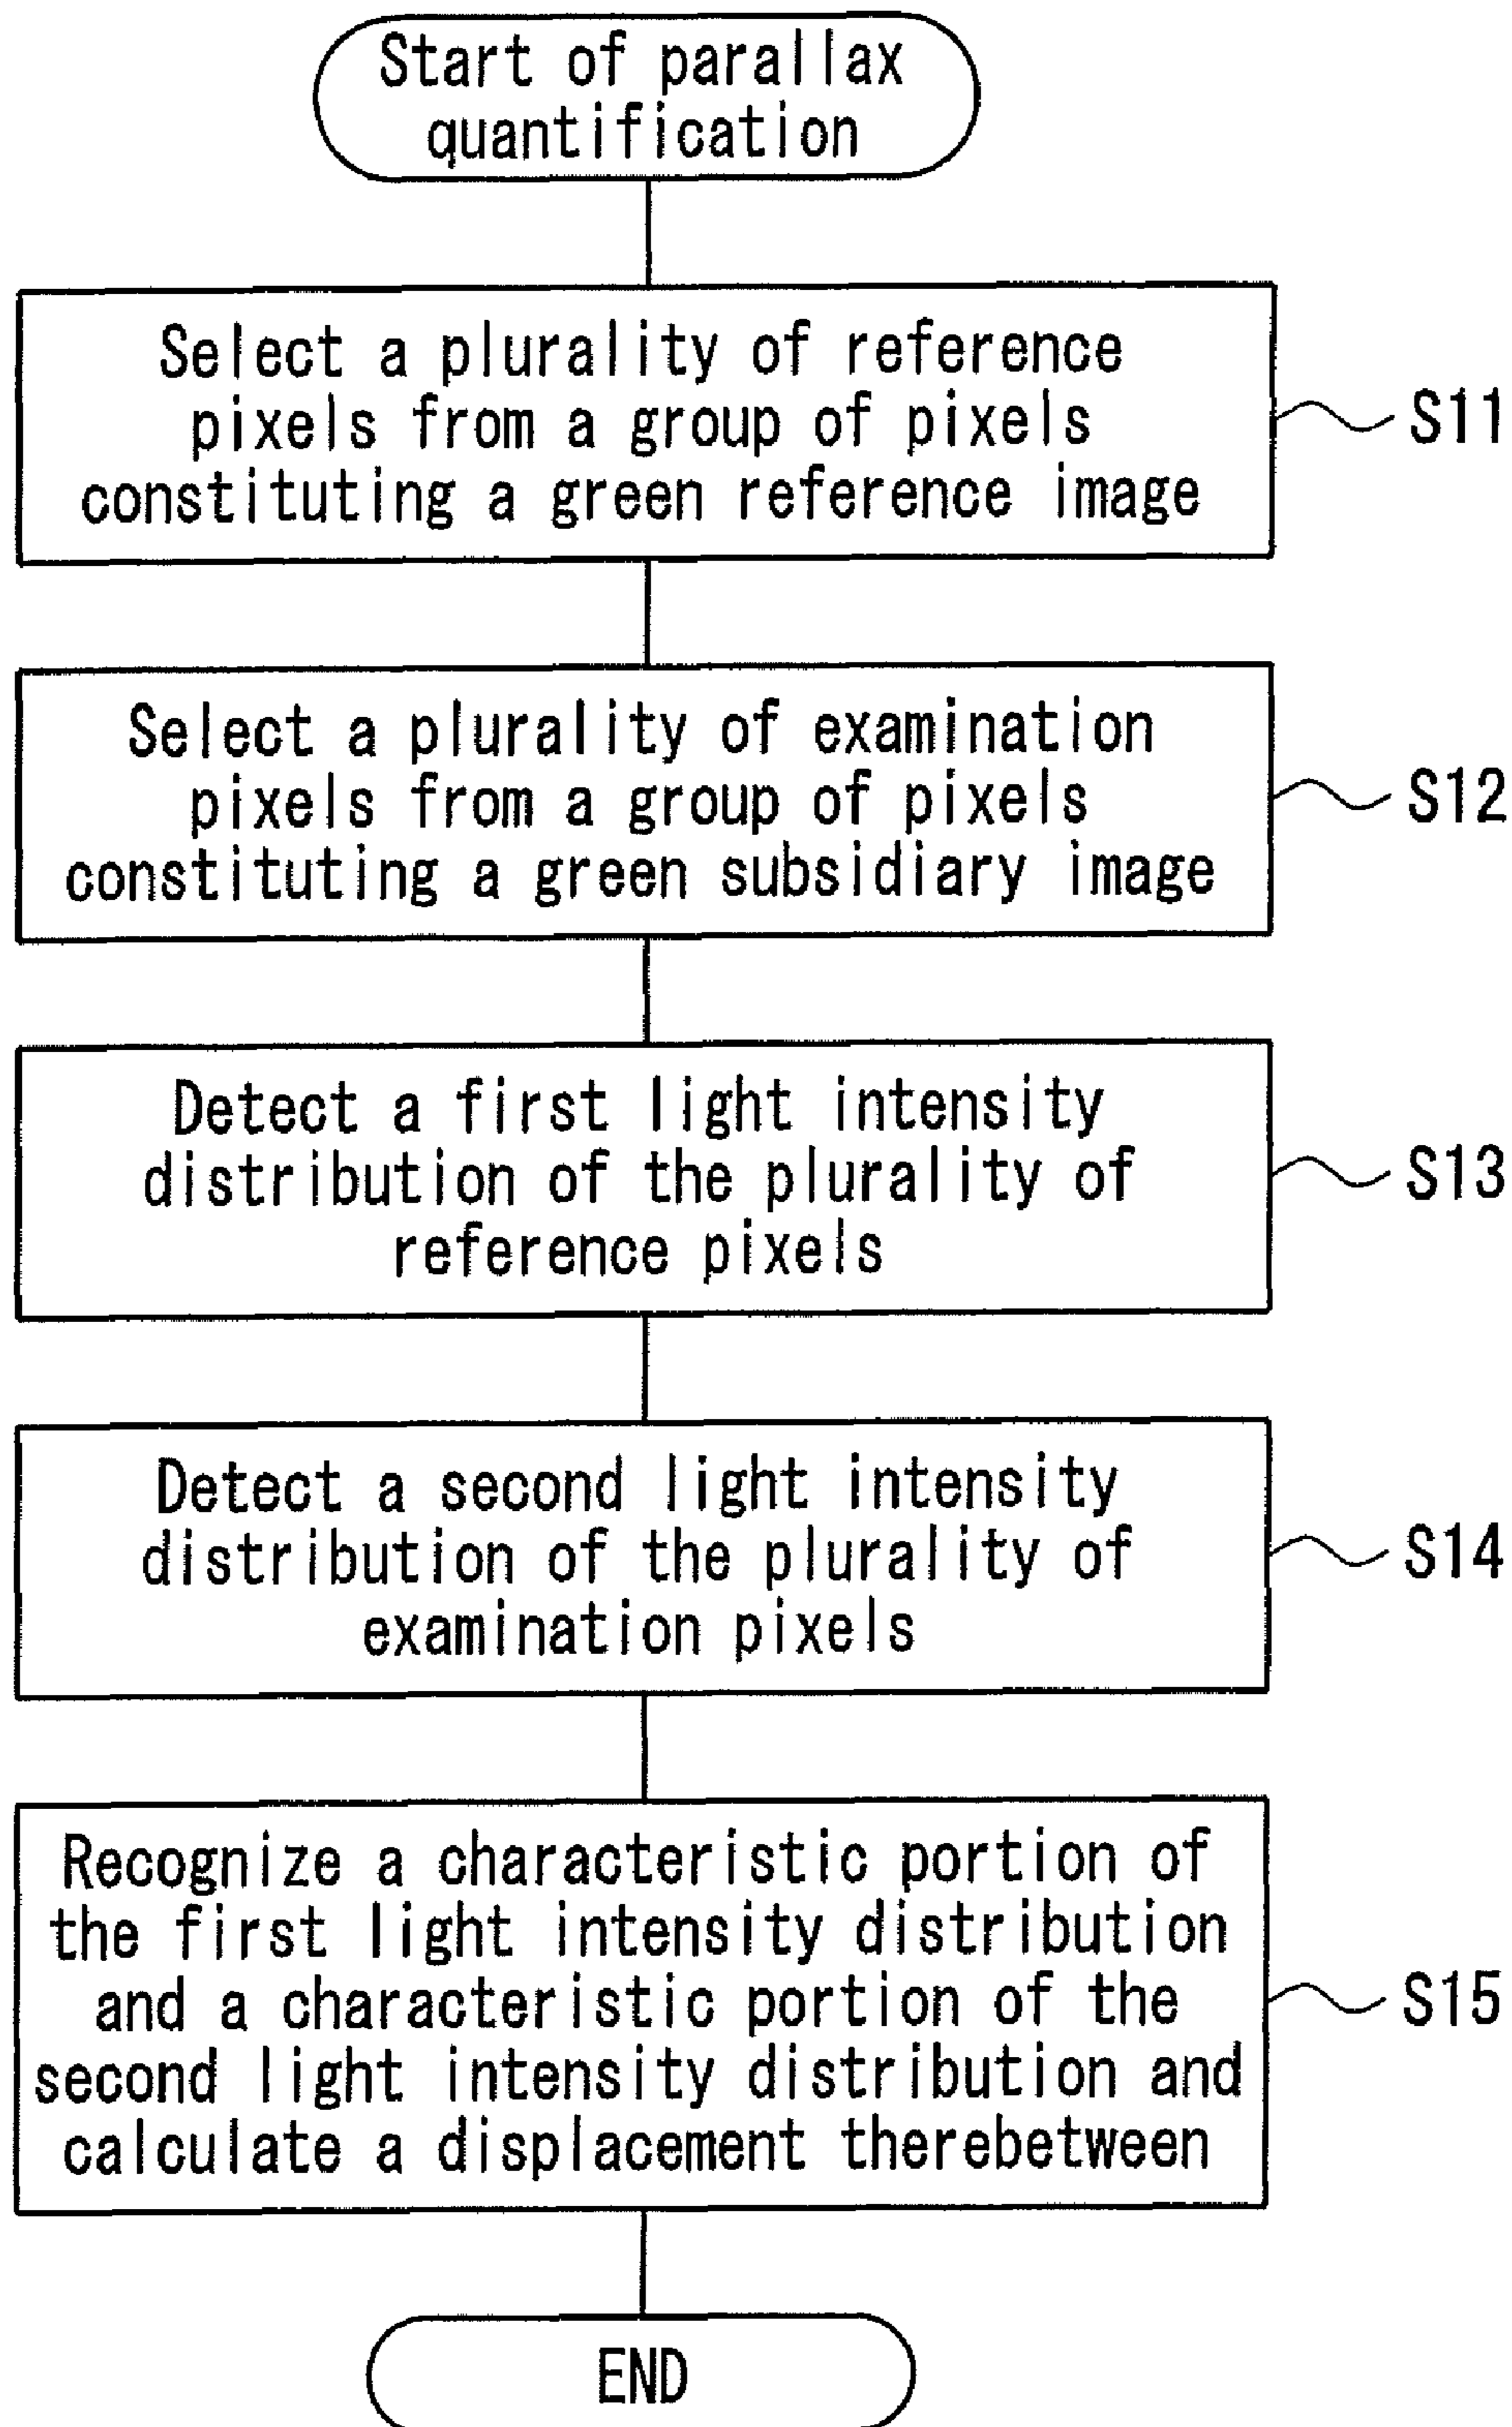 Start of parallax
quantification
Select a plurality of reference
pixels from a group of pixels
constituting a green reference image
S11
Select a plurality of examination
pixels from a group of pixels
constituting a green subsidiary image
S12
Detect a first light intensity
distribution of the plurality of
reference pixels
S13
Detect a second light intensity
distribution of the plurality of
examination pixels
S14
Recognize a characteristic portion of
the first light intensity distribution
and a characteristic portion of the
second light intensity distribution and
calculate a displacement therebetween
S15
END